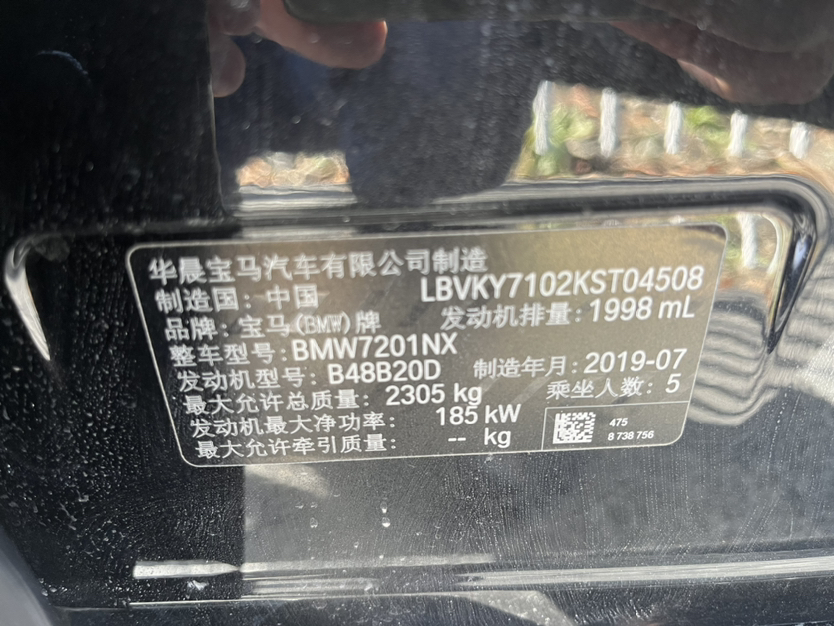 华晨宝马汽车有限公司制造
制造国：中国 LBVKY7102KST04508
品牌：宝马(BMW)牌 发动机排量：1998 mL
整车型号：BMW7201NX
发动机型号：B48B20D 制造年月：2019-07
最大允许总质量：2305 kg 乘坐人数：5
发动机最大净功率：185 kW
最大允许牵引质量：-- kg
475
8 738 756